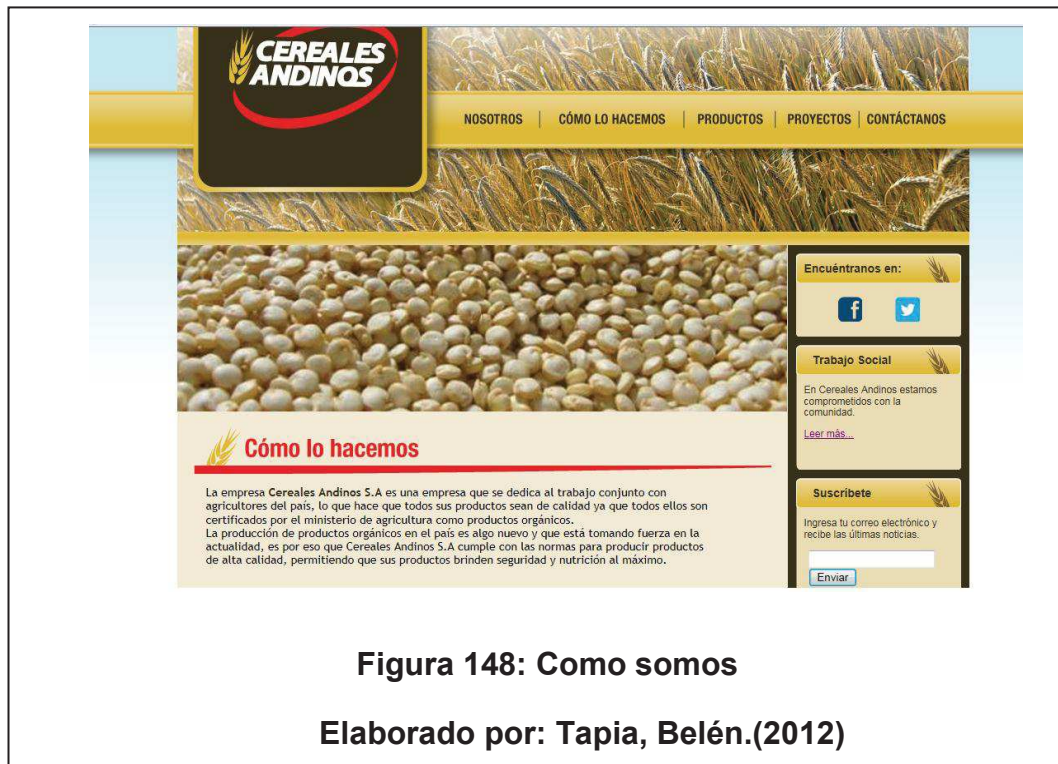 CEREALES
ANDINOS
NOSOTROS | CÓMO LO HACEMOS | PRODUCTOS | PROYECTOS | CONTÁCTANOS
Cómo lo hacemos
La empresa Cereales Andinos S.A es una empresa que se dedica al trabajo conjunto con
agricultores del país, lo que hace que todos sus productos sean de calidad ya que todos ellos son
certificados por el ministerio de agricultura como productos orgánicos.
La producción de productos orgánicos en el país es algo nuevo y que está tomando fuerza en la
actualidad, es por eso que Cereales Andinos S.A cumple con las normas para producir productos
de alta calidad, permitiendo que sus productos brinden seguridad y nutrición al máximo.
Encuéntranos en:
Trabajo Social
En Cereales Andinos estamos
comprometidos con la
comunidad.
Leer más...
Suscríbete
Ingresa tu correo electrónico y
recibe las últimas noticias.
Enviar
Figura 148: Como somos
Elaborado por: Tapia, Belén.(2012)